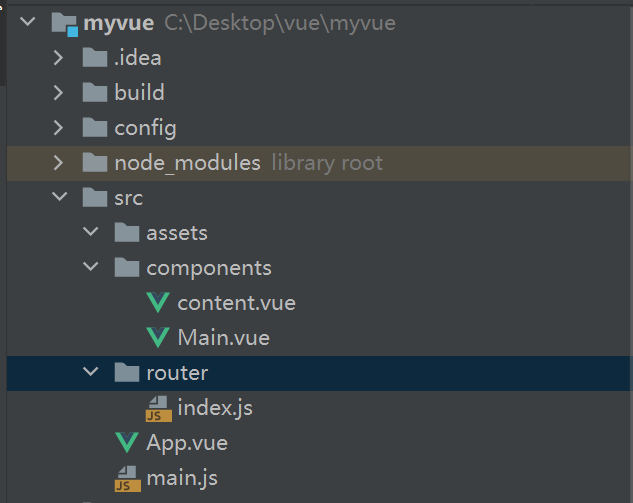 myvue C:\Desktop\vue\myvue
.idea
build
config
node_modules library root
src
assets
components
content.vue
Main.vue
router
JS index.js
App.vue
JS main.js